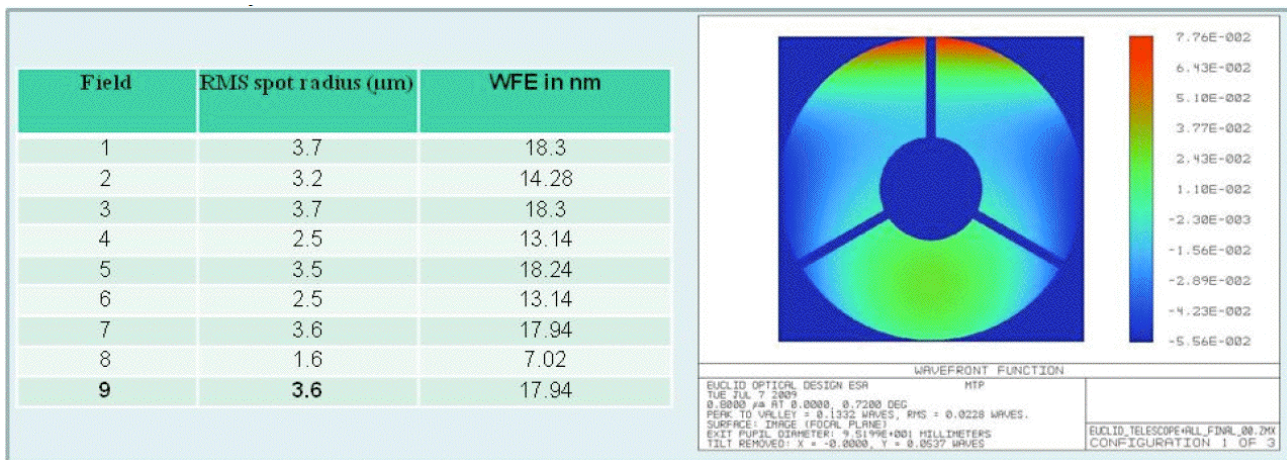 Field RMS spot radius (µm) WFE in nm
1 3.7 18.3
2 3.2 14.28
3 3.7 18.3
4 2.5 13.14
5 3.5 18.24
6 2.5 13.14
7 3.6 17.94
8 1.6 7.02
9 3.6 17.94
7.76E-002
6.43E-002
5.10E-002
3.77E-002
2.43E-002
1.10E-002
-2.30E-003
-1.56E-002
-2.89E-002
-4.23E-002
-5.56E-002
WAVEFRONT FUNCTION
EUCLID OPTICAL DESIGN ESA MTP
TUE JUL 7 2009
0.8000 µm AT 0.0000, 0.7200 DEG
PEAK TO VALLEY = 0.1332 WAVES, RMS = 0.0228 WAVES.
SURFACE: IMAGE (FOCAL PLANE)
EXIT PUPIL DIAMETER: 9.5199E+001 MILLIMETERS
TILT REMOVED: X = -0.0000, Y = 0.0537 WAVES
EUCLID_TELESCOPE+ALL_FINAL_00.ZMX
CONFIGURATION 1 OF 3